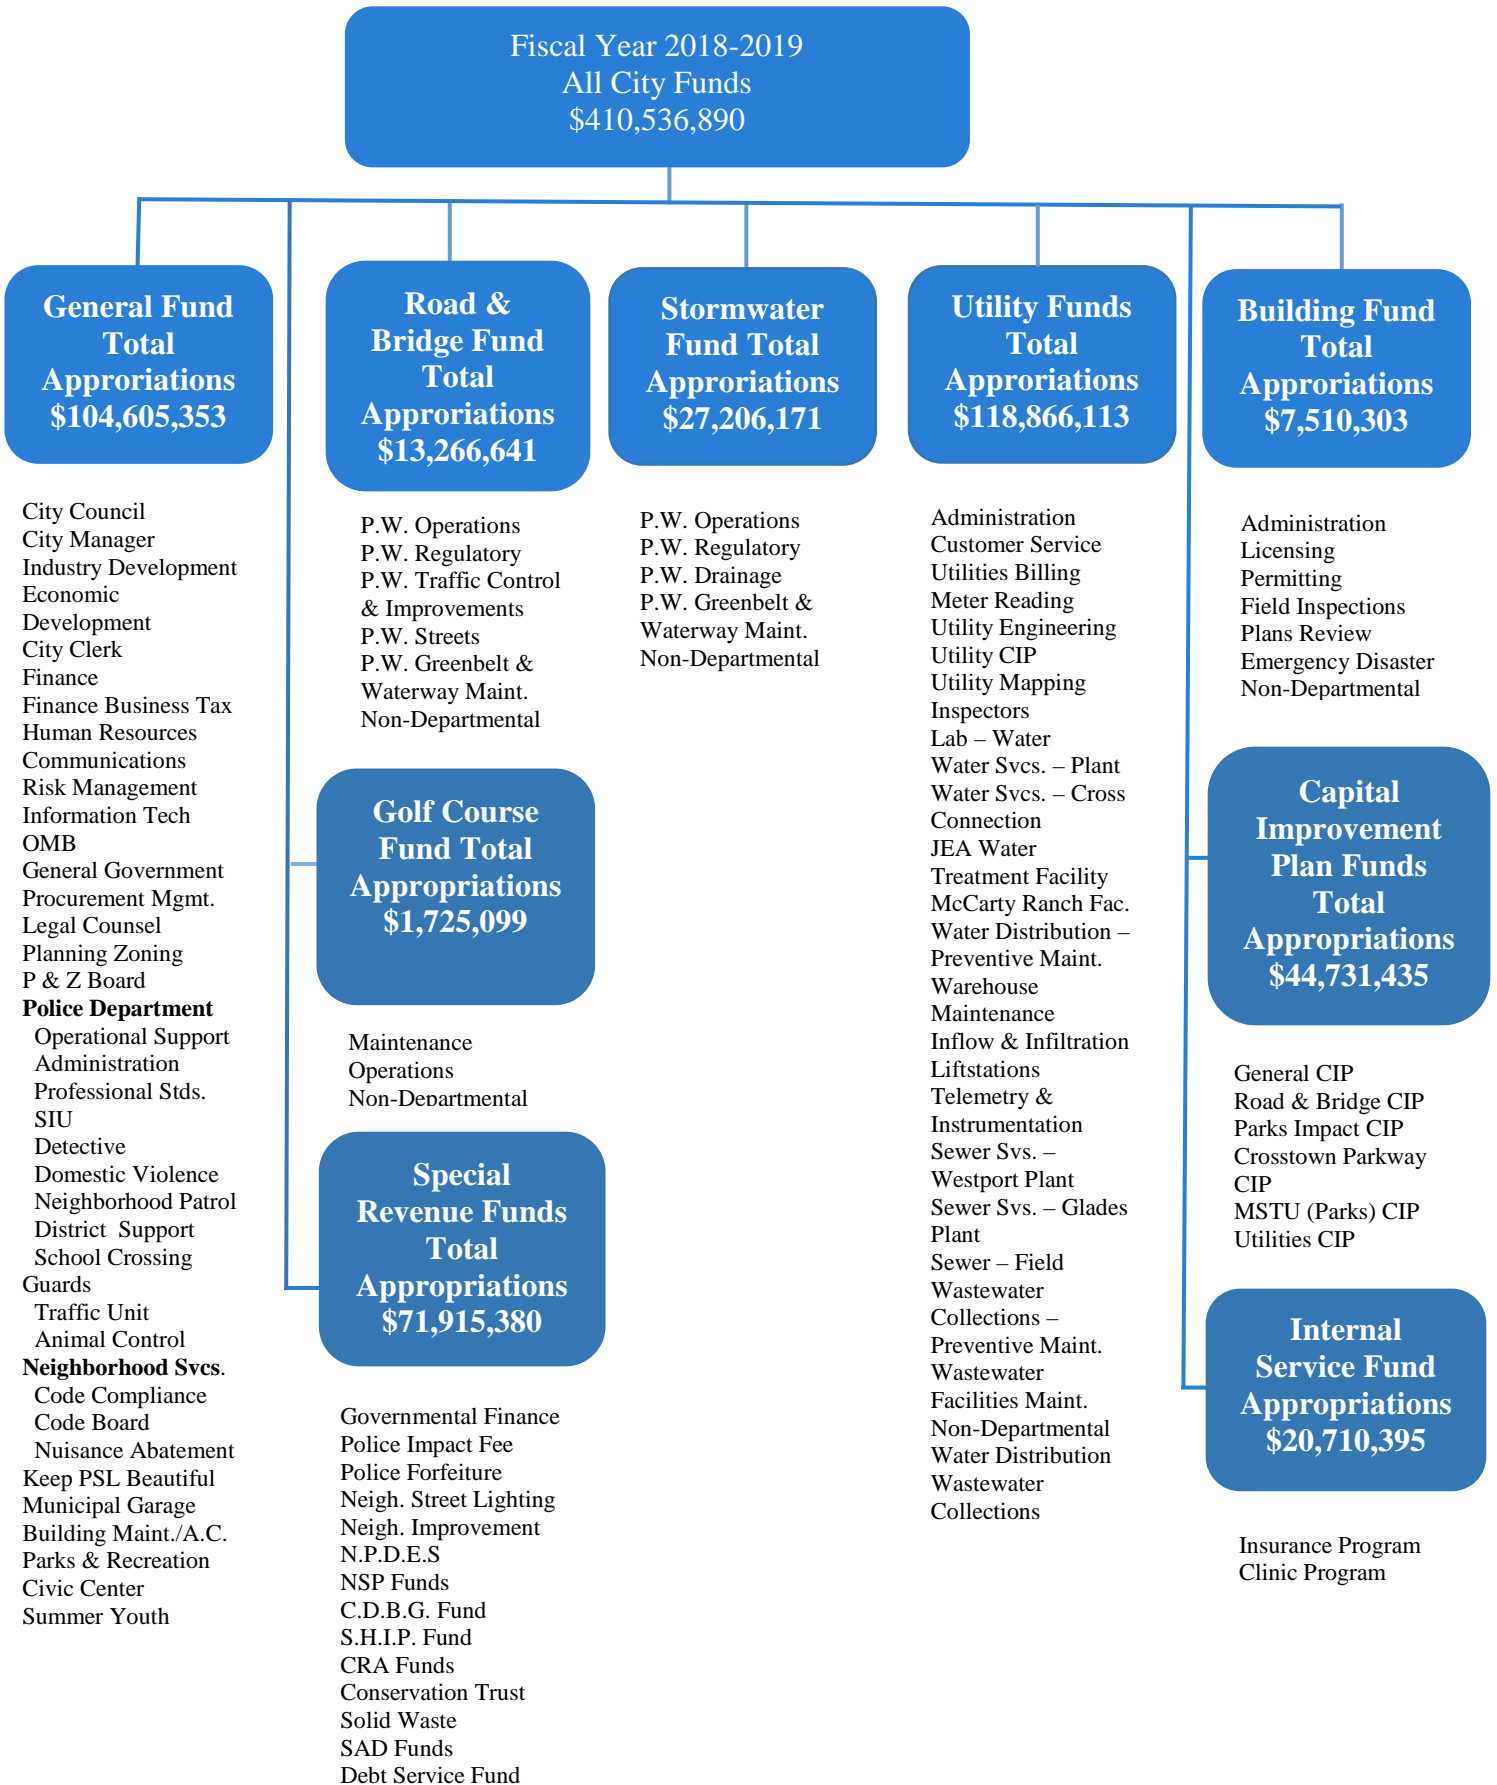 Fiscal Year 2018-2019
All City Funds
$410,536,890
General Fund
Total
Approriations
$104,605,353
City Council
City Manager
Industry Development
Economic
Development
City Clerk
Finance
Finance Business Tax
Human Resources
Communications
Risk Management
Information Tech
OMB
General Government
Procurement Mgmt.
Legal Counsel
Planning Zoning
P & Z Board
Police Department
Operational Support
Administration
Professional Stds.
SIU
Detective
Domestic Violence
Neighborhood Patrol
District  Support
School Crossing
Guards
Traffic Unit
Animal Control
Neighborhood Svcs.
Code Compliance
Code Board
Nuisance Abatement
Keep PSL Beautiful
Municipal Garage
Building Maint./A.C.
Parks & Recreation
Civic Center
Summer Youth
Road &
Bridge Fund
Total
Approriations
$13,266,641
P.W. Operations
P.W. Regulatory
P.W. Traffic Control
& Improvements
P.W. Streets
P.W. Greenbelt &
Waterway Maint.
Non-Departmental
Golf Course
Fund Total
Appropriations
$1,725,099
Maintenance
Operations
Non-Departmental
Special
Revenue Funds
Total
Appropriations
$71,915,380
Governmental Finance
Police Impact Fee
Police Forfeiture
Neigh. Street Lighting
Neigh. Improvement
N.P.D.E.S
NSP Funds
C.D.B.G. Fund
S.H.I.P. Fund
CRA Funds
Conservation Trust
Solid Waste
SAD Funds
Debt Service Fund
Stormwater
Fund Total
Approriations
$27,206,171
P.W. Operations
P.W. Regulatory
P.W. Drainage
P.W. Greenbelt &
Waterway Maint.
Non-Departmental
Utility Funds
Total
Approriations
$118,866,113
Administration
Customer Service
Utilities Billing
Meter Reading
Utility Engineering
Utility CIP
Utility Mapping
Inspectors
Lab – Water
Water Svcs. – Plant
Water Svcs. – Cross
Connection
JEA Water
Treatment Facility
McCarty Ranch Fac.
Water Distribution –
Preventive Maint.
Warehouse
Maintenance
Inflow & Infiltration
Liftstations
Telemetry &
Instrumentation
Sewer Svs. –
Westport Plant
Sewer Svs. – Glades
Plant
Sewer – Field
Wastewater
Collections –
Preventive Maint.
Wastewater
Facilities Maint.
Non-Departmental
Water Distribution
Wastewater
Collections
Building Fund
Total
Approriations
$7,510,303
Administration
Licensing
Permitting
Field Inspections
Plans Review
Emergency Disaster
Non-Departmental
Capital
Improvement
Plan Funds
Total
Appropriations
$44,731,435
General CIP
Road & Bridge CIP
Parks Impact CIP
Crosstown Parkway
CIP
MSTU (Parks) CIP
Utilities CIP
Internal
Service Fund
Appropriations
$20,710,395
Insurance Program
Clinic Program